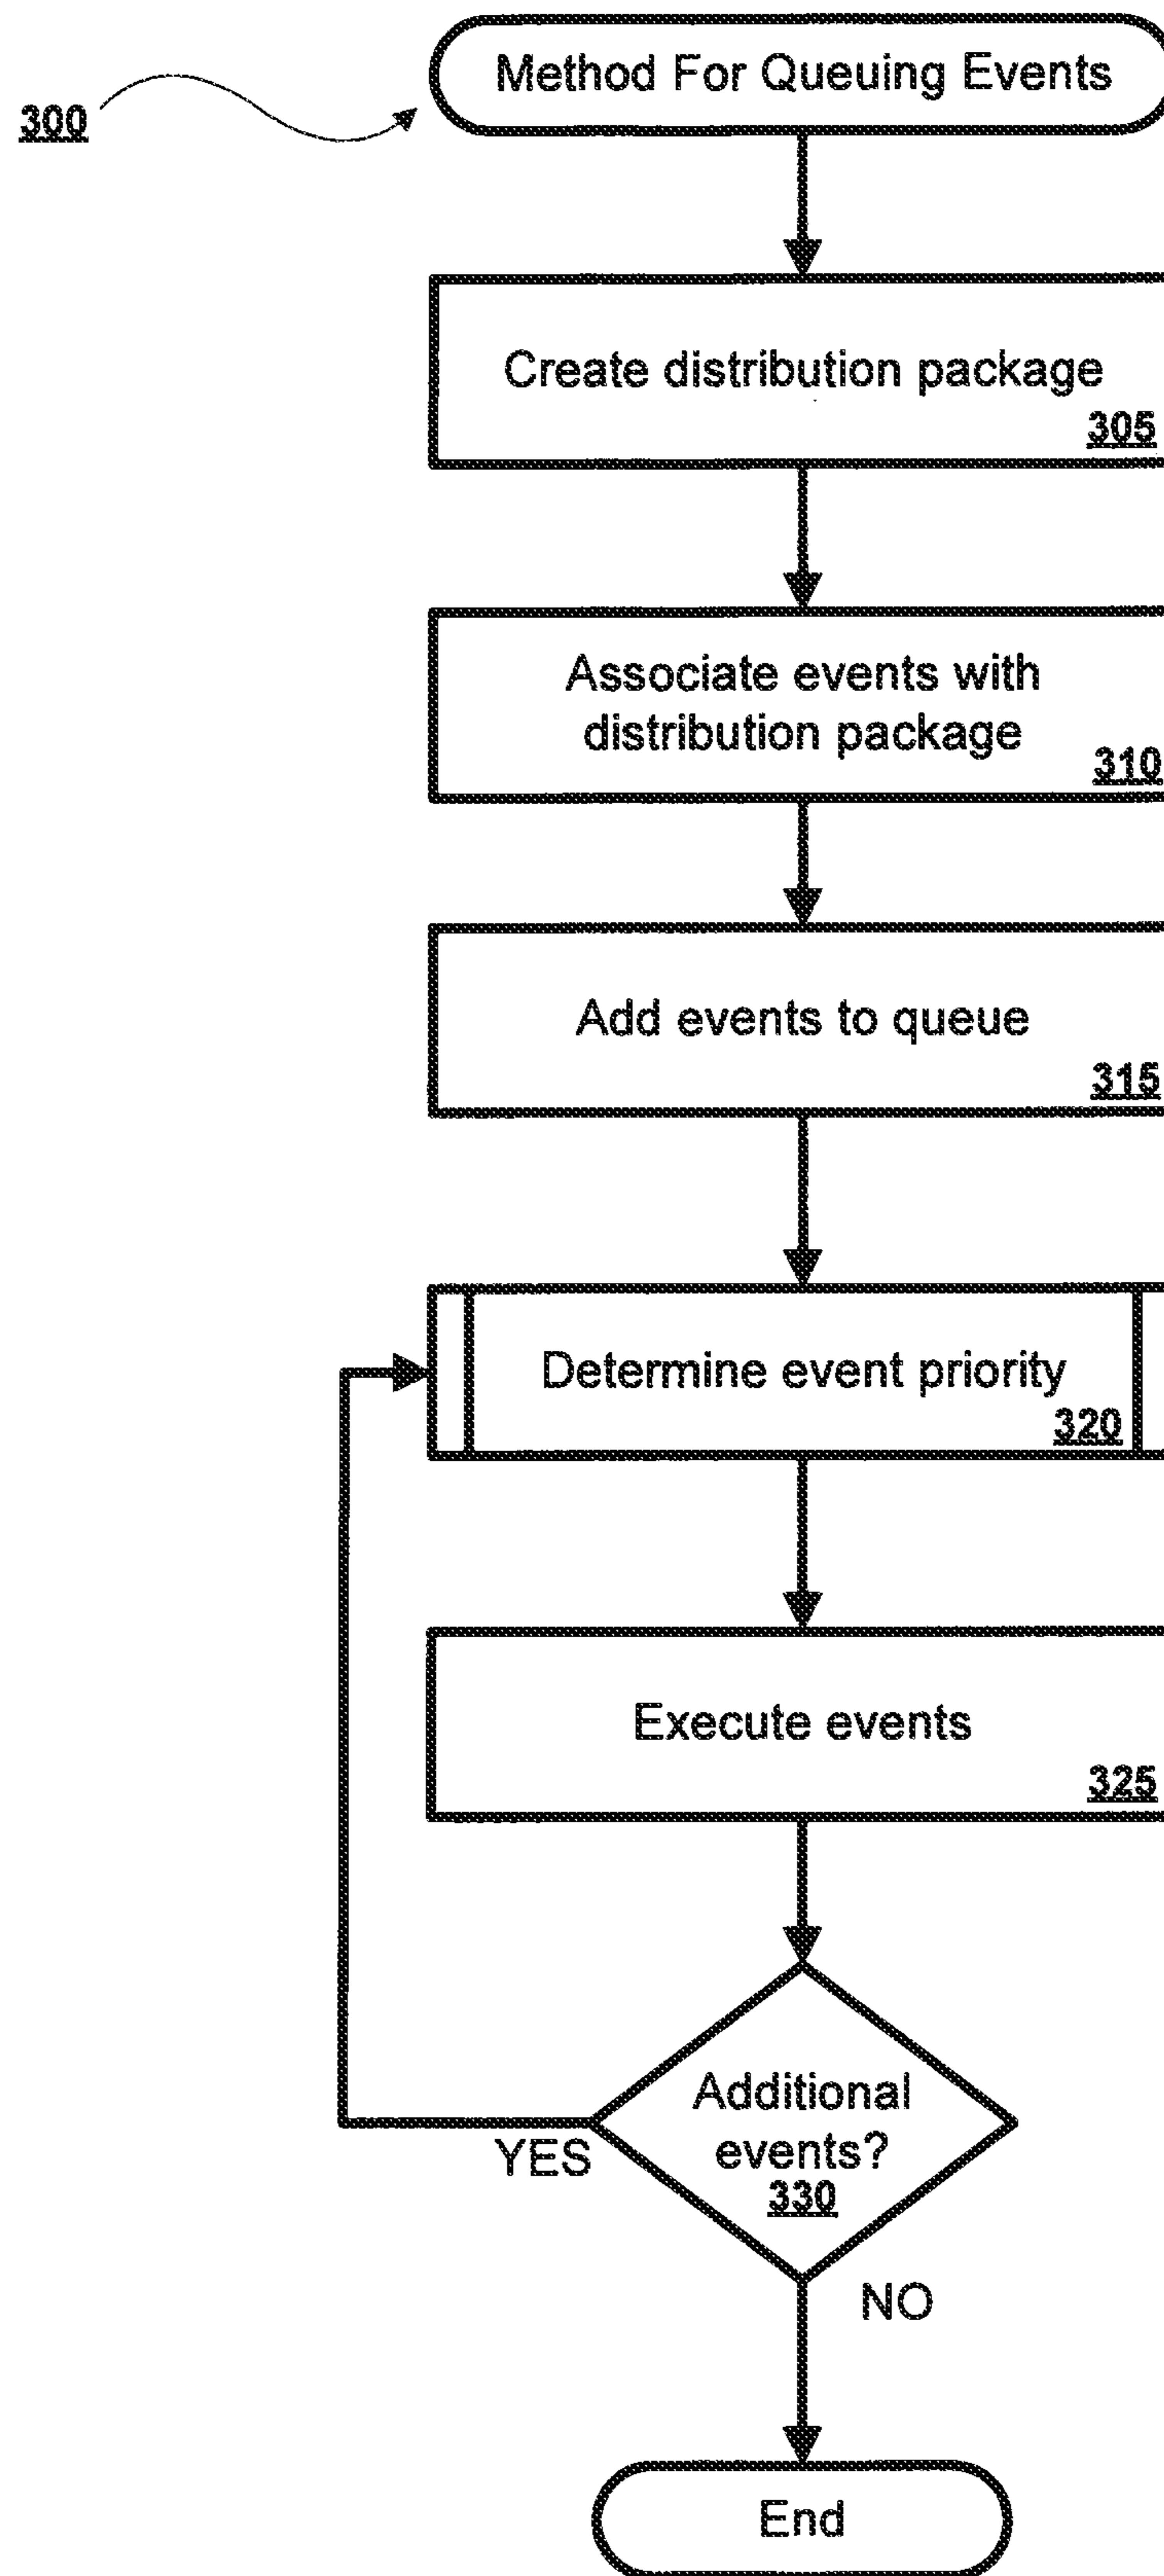 Method For Queuing Events
300
Create distribution package
305
Associate events with
distribution package
310
Add events to queue
315
Determine event priority
320
Execute events
325
Additional
events?
330
YES
NO
End